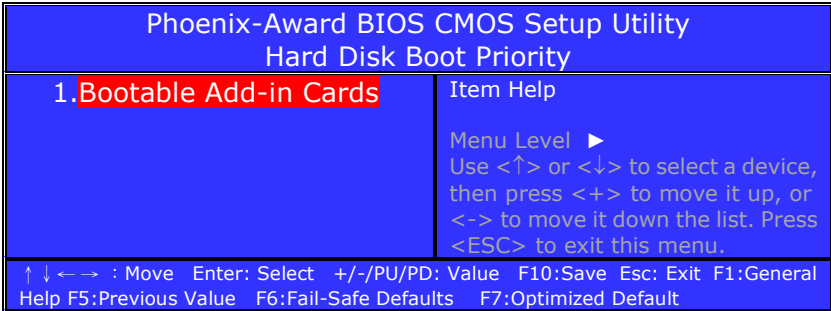 Phoenix-Award BIOS CMOS Setup Utility
Hard Disk Boot Priority
1.Bootable Add-in Cards
Item Help
Menu Level ►
Use <↑> or <↓> to select a device,
then press <+> to move it up, or
<-> to move it down the list. Press
<ESC> to exit this menu.
↑↓←→ : Move Enter: Select +/-/PU/PD: Value F10:Save Esc: Exit F1:General
Help F5:Previous Value F6:Fail-Safe Defaults F7:Optimized Default